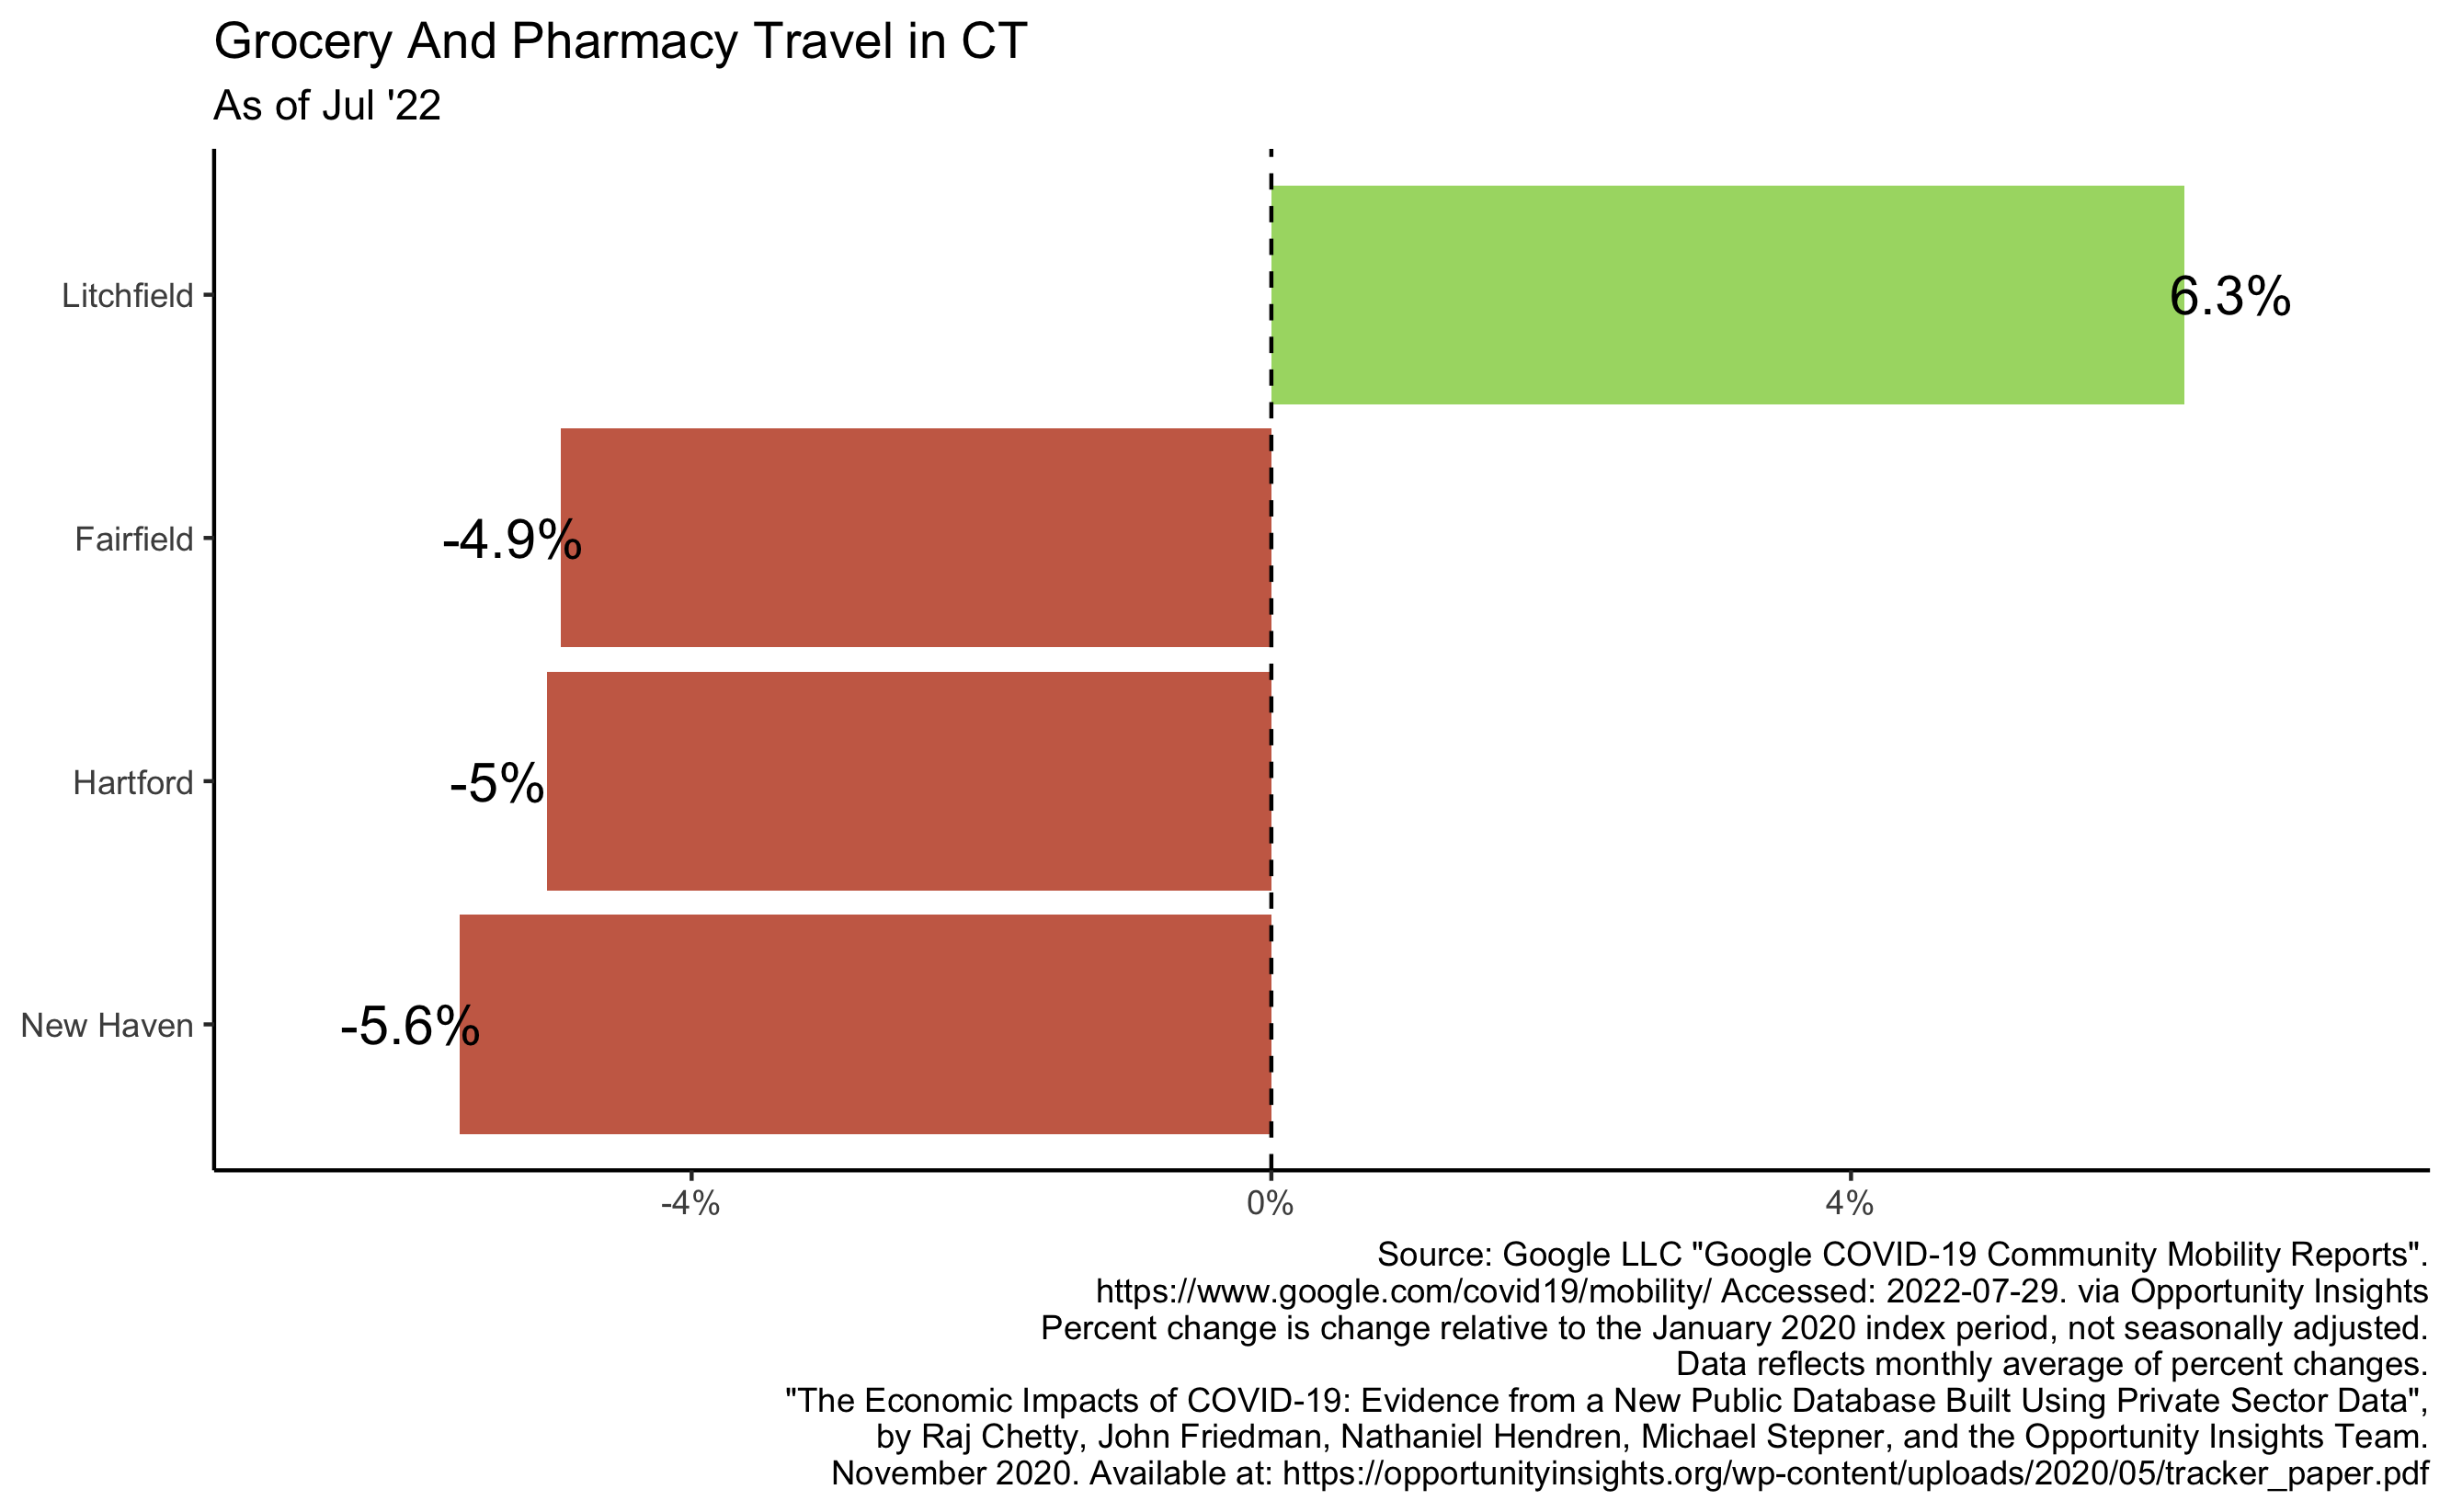 Grocery And Pharmacy Travel in CT
As of Jul '22
Litchfield
6.3%
Fairfield
-4.9%
Hartford
-5%
New Haven
-5.6%
-4%
0%
4%
Source: Google LLC "Google COVID-19 Community Mobility Reports".
https://www.google.com/covid19/mobility/ Accessed: 2022-07-29. via Opportunity Insights
Percent change is change relative to the January 2020 index period, not seasonally adjusted.
Data reflects monthly average of percent changes.
"The Economic Impacts of COVID-19: Evidence from a New Public Database Built Using Private Sector Data",
by Raj Chetty, John Friedman, Nathaniel Hendren, Michael Stepner, and the Opportunity Insights Team.
November 2020. Available at: https://opportunityinsights.org/wp-content/uploads/2020/05/tracker_paper.pdf